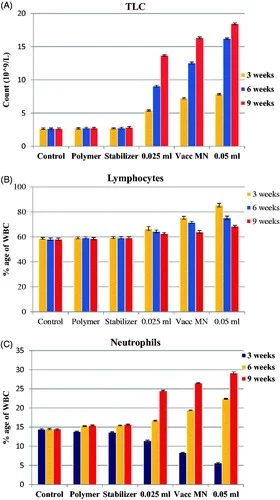 (A)
TLC
Count (10^9/L)
20
15
10
5
0
3 weeks
6 weeks
9 weeks
Control Polymer Stabilizer 0.025 ml Vacc MN 0.05 ml
(B)
Lymphocytes
% age of WBC
100
80
60
40
20
0
3 weeks
6 weeks
9 weeks
Control Polymer Stabilizer 0.025 ml Vacc MN 0.05 ml
(C)
Neutrophils
% age of WBC
35
30
25
20
15
10
5
0
3 weeks
6 weeks
9 weeks
Control Polymer Stabilizer 0.025 ml Vacc MN 0.05 ml